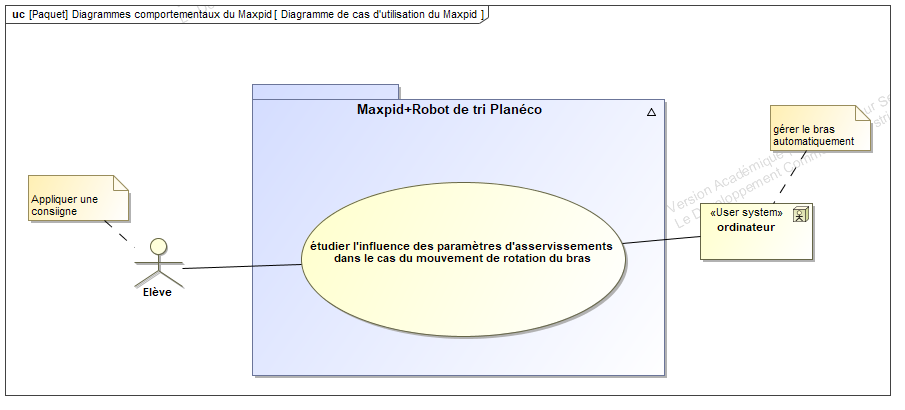 uc [Paquet] Diagrammes comportementaux du Maxpid [ Diagramme de cas d'utilisation du Maxpid ]
Maxpid+Robot de tri Planéco
gérer le bras
automatiquement
Version Académique
Le Développement Comm
Appliquer une
consiigne
«User system»
ordinateur
étudier l'influence des paramètres d'asservissements
dans le cas du mouvement de rotation du bras
Elève